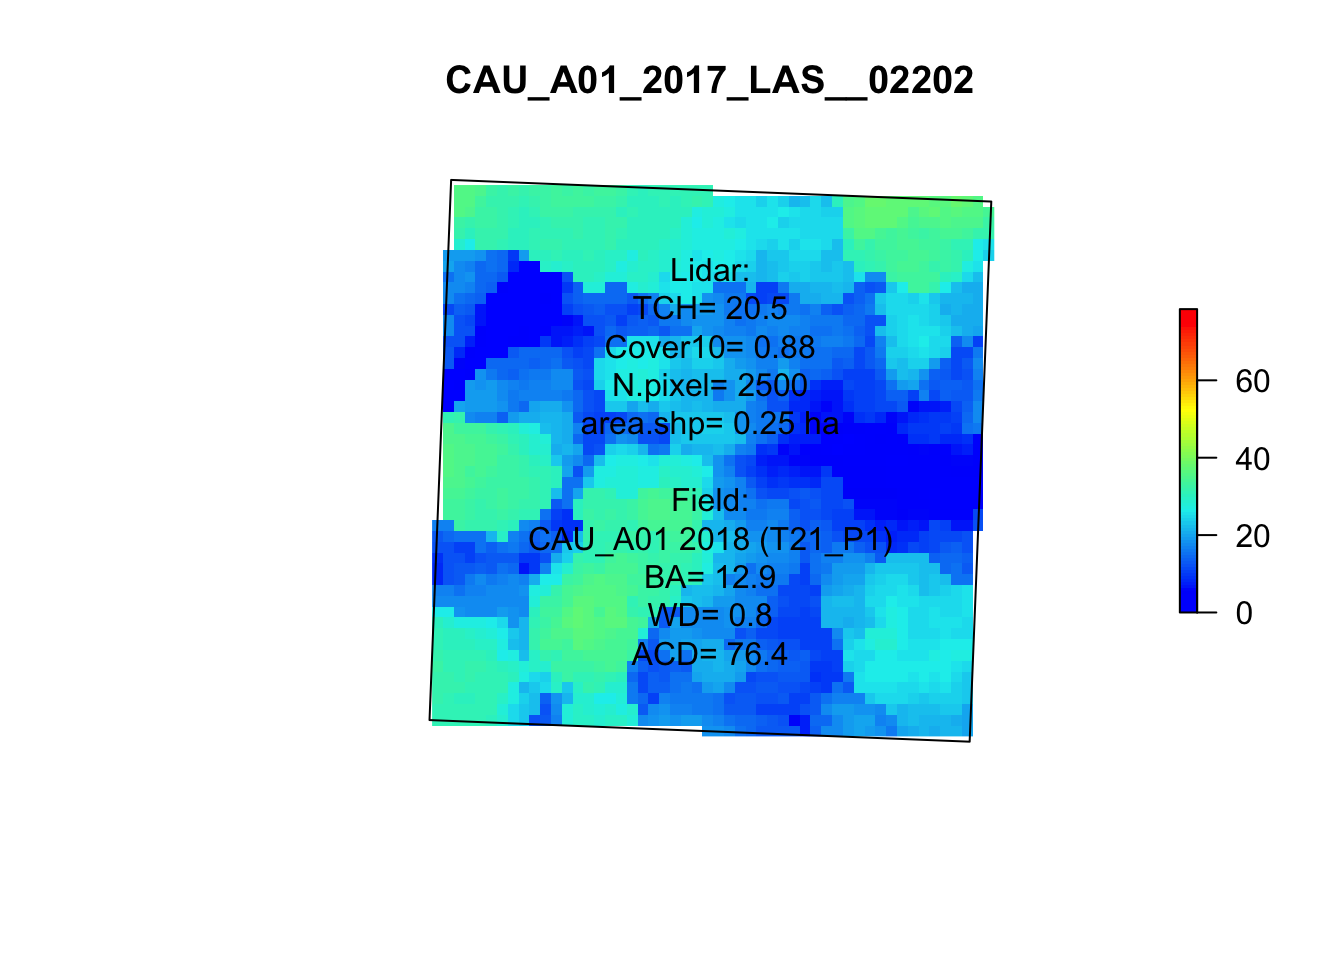 CAU_A01_2017_LAS__02202
Lidar:
TCH= 20.5
Cover10= 0.88
N.pixel= 2500
area.shp= 0.25 ha
Field:
CAU_A01 2018 (T21_P1)
BA= 12.9
WD= 0.8
ACD= 76.4
60
40
20
0